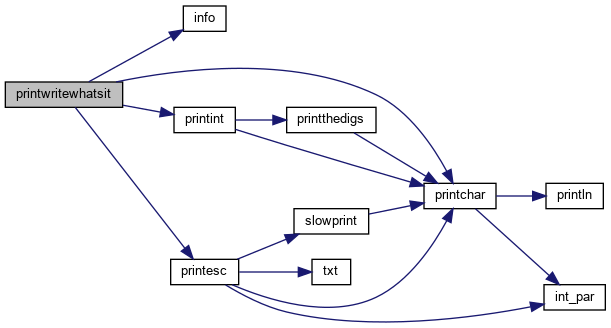 info
printwritewhatsit
printint
printthedigs
printchar
println
slowprint
printesc
txt
int_par